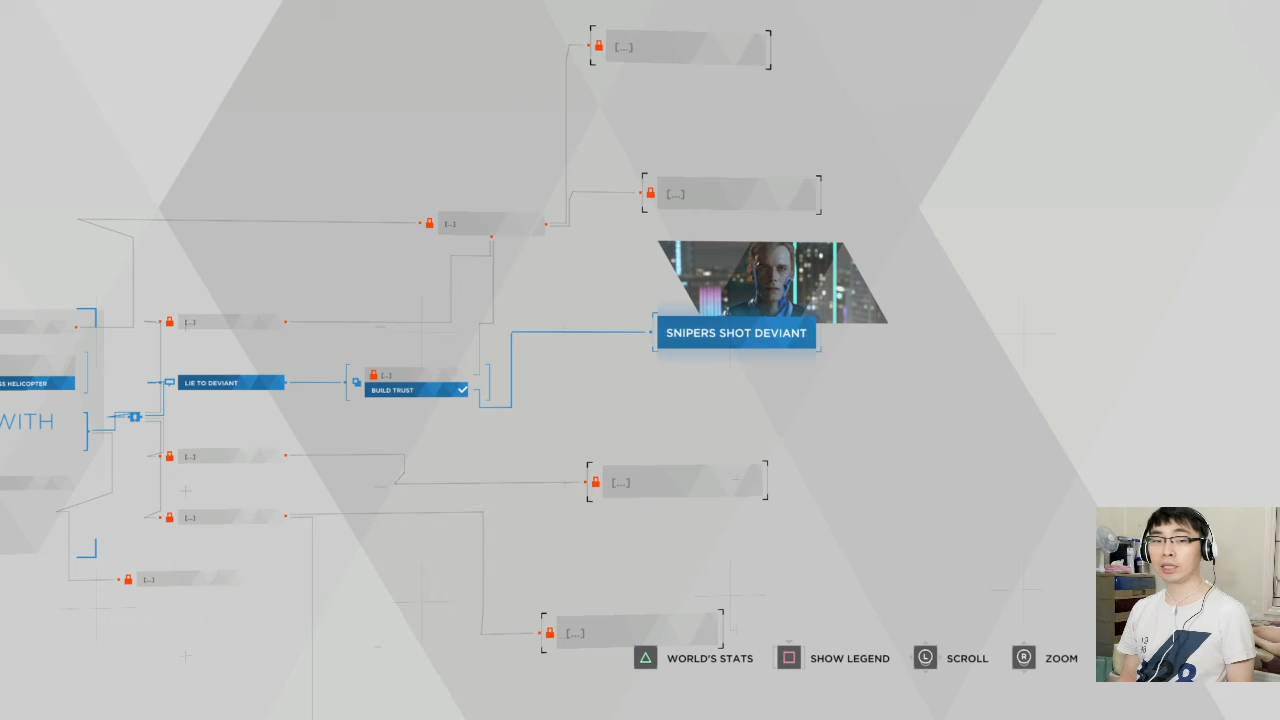 [...]
[...]
[...]
SNIPERS SHOT DEVIANT
[...]
[...]
SS HELICOPTER
LIE TO DEVIANT
BUILD TRUST
WITH
[...]
[...]
[...]
[...]
[...]
WORLD'S STATS
SHOW LEGEND
L
SCROLL
R
ZOOM